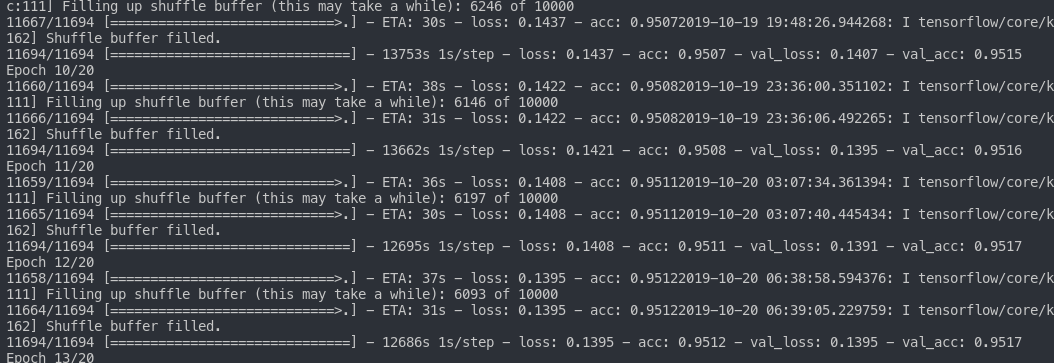 c:111] Filling up shuffle buffer (this may take a while): 6246 of 10000
11667/11694 [============================>.] - ETA: 30s - loss: 0.1437 - acc: 0.95072019-10-19 19:48:26.944268: I tensorflow/core/k
162] Shuffle buffer filled.
11694/11694 [==============================] - 13753s 1s/step - loss: 0.1437 - acc: 0.9507 - val_loss: 0.1407 - val_acc: 0.9515
Epoch 10/20
11660/11694 [============================>.] - ETA: 38s - loss: 0.1422 - acc: 0.95082019-10-19 23:36:00.351102: I tensorflow/core/k
111] Filling up shuffle buffer (this may take a while): 6146 of 10000
11666/11694 [============================>.] - ETA: 31s - loss: 0.1422 - acc: 0.95082019-10-19 23:36:06.492265: I tensorflow/core/k
162] Shuffle buffer filled.
11694/11694 [==============================] - 13662s 1s/step - loss: 0.1421 - acc: 0.9508 - val_loss: 0.1395 - val_acc: 0.9516
Epoch 11/20
11659/11694 [============================>.] - ETA: 36s - loss: 0.1408 - acc: 0.95112019-10-20 03:07:34.361394: I tensorflow/core/k
111] Filling up shuffle buffer (this may take a while): 6197 of 10000
11665/11694 [============================>.] - ETA: 30s - loss: 0.1408 - acc: 0.95112019-10-20 03:07:40.445434: I tensorflow/core/k
162] Shuffle buffer filled.
11694/11694 [==============================] - 12695s 1s/step - loss: 0.1408 - acc: 0.9511 - val_loss: 0.1391 - val_acc: 0.9517
Epoch 12/20
11658/11694 [============================>.] - ETA: 37s - loss: 0.1395 - acc: 0.95122019-10-20 06:38:58.594376: I tensorflow/core/k
111] Filling up shuffle buffer (this may take a while): 6093 of 10000
11664/11694 [============================>.] - ETA: 31s - loss: 0.1395 - acc: 0.95122019-10-20 06:39:05.229759: I tensorflow/core/k
162] Shuffle buffer filled.
11694/11694 [==============================] - 12686s 1s/step - loss: 0.1395 - acc: 0.9512 - val_loss: 0.1395 - val_acc: 0.9517
Epoch 13/20